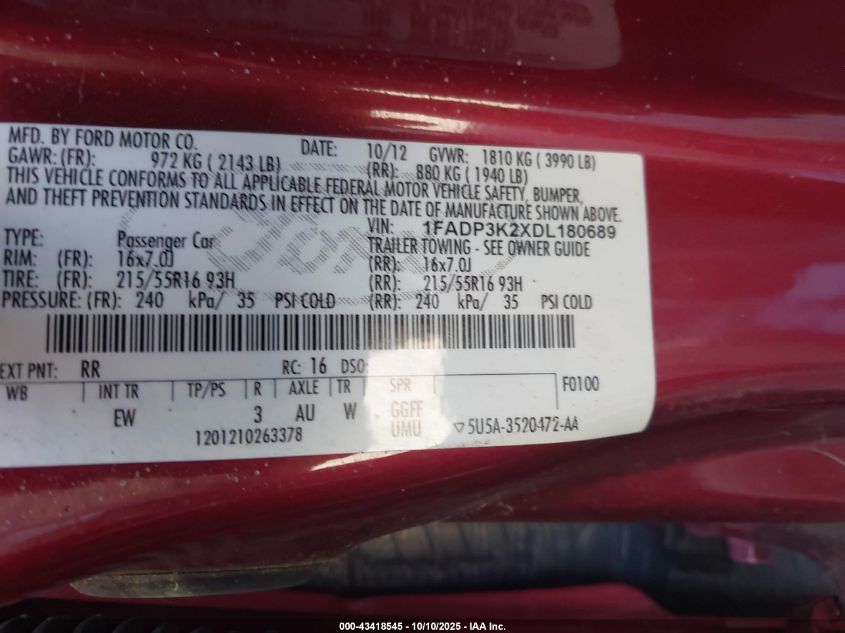 MFD. BY FORD MOTOR CO. DATE: 10/12 GVWR: 1810 KG ( 3990 LB)
GAWR: (FR): 972 KG ( 2143 LB) (RR): 880 KG ( 1940 LB)
THIS VEHICLE CONFORMS TO ALL APPLICABLE FEDERAL MOTOR VEHICLE SAFETY, BUMPER,
AND THEFT PREVENTION STANDARDS IN EFFECT ON THE DATE OF MANUFACTURE SHOWN ABOVE.
VIN: 1FADP3K2XDL180689
TYPE: Passenger Car TRAILER TOWING - SEE OWNER GUIDE
RIM: (FR): 16x7.0J (RR): 16x7.0J
TIRE: (FR): 215/55R16 93H (RR): 215/55R16 93H
PRESSURE: (FR): 240 kPa/ 35 PSI COLD (RR): 240 kPa/ 35 PSI COLD
EXT PNT: RR RC: 16 DSO:
WB INT TR TP/PS R AXLE TR SPR F0100
EW 3 AU W GGFF
UMU ▽5U5A-3520472-AA
1201210263378
000-43418545 - 10/10/2025 - IAA Inc.